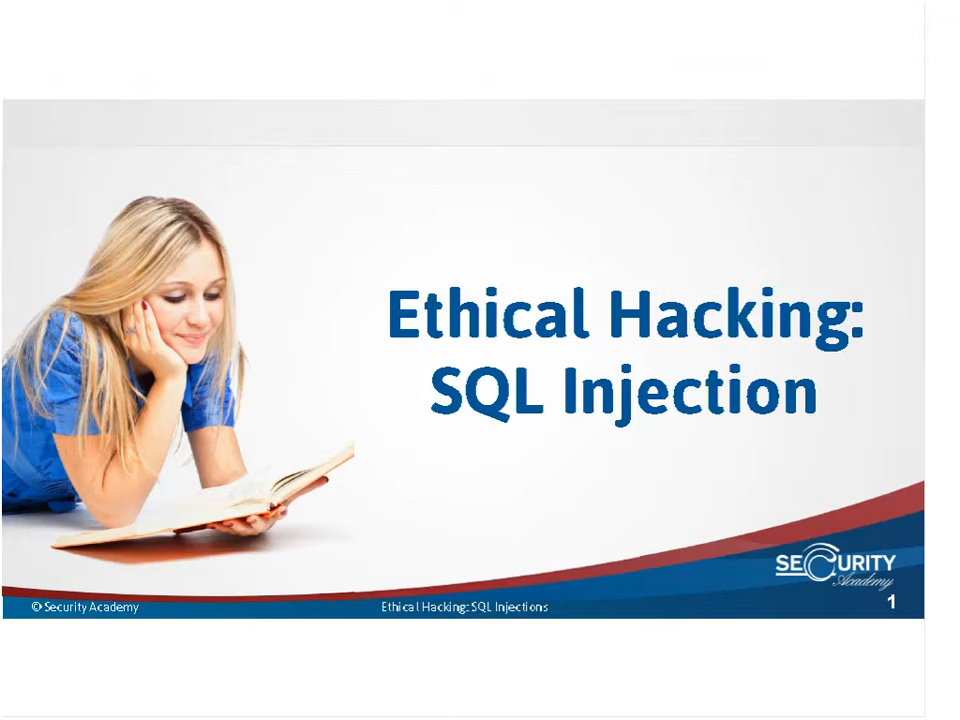 Ethical Hacking:
SQL Injection
SECURITY
Academy
© Security Academy
Ethical Hacking: SQL Injections
1